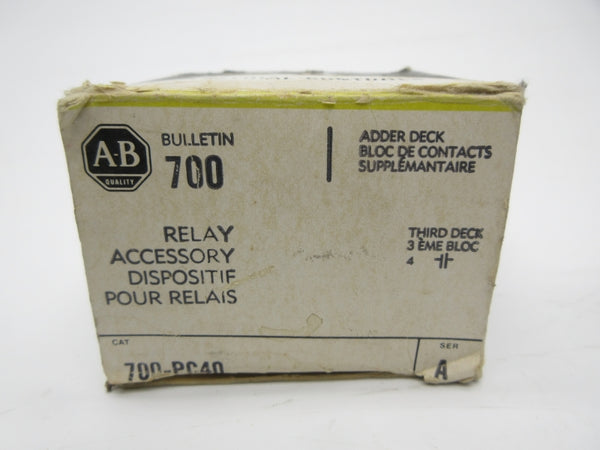 A-B
QUALITY
BULLETIN
700
ADDER DECK
BLOC DE CONTACTS
SUPPLÉMANTAIRE
RELAY
ACCESSORY
DISPOSITIF
POUR RELAIS
THIRD DECK
3 ÈME BLOC
4
CAT
700-PC40
SER
A